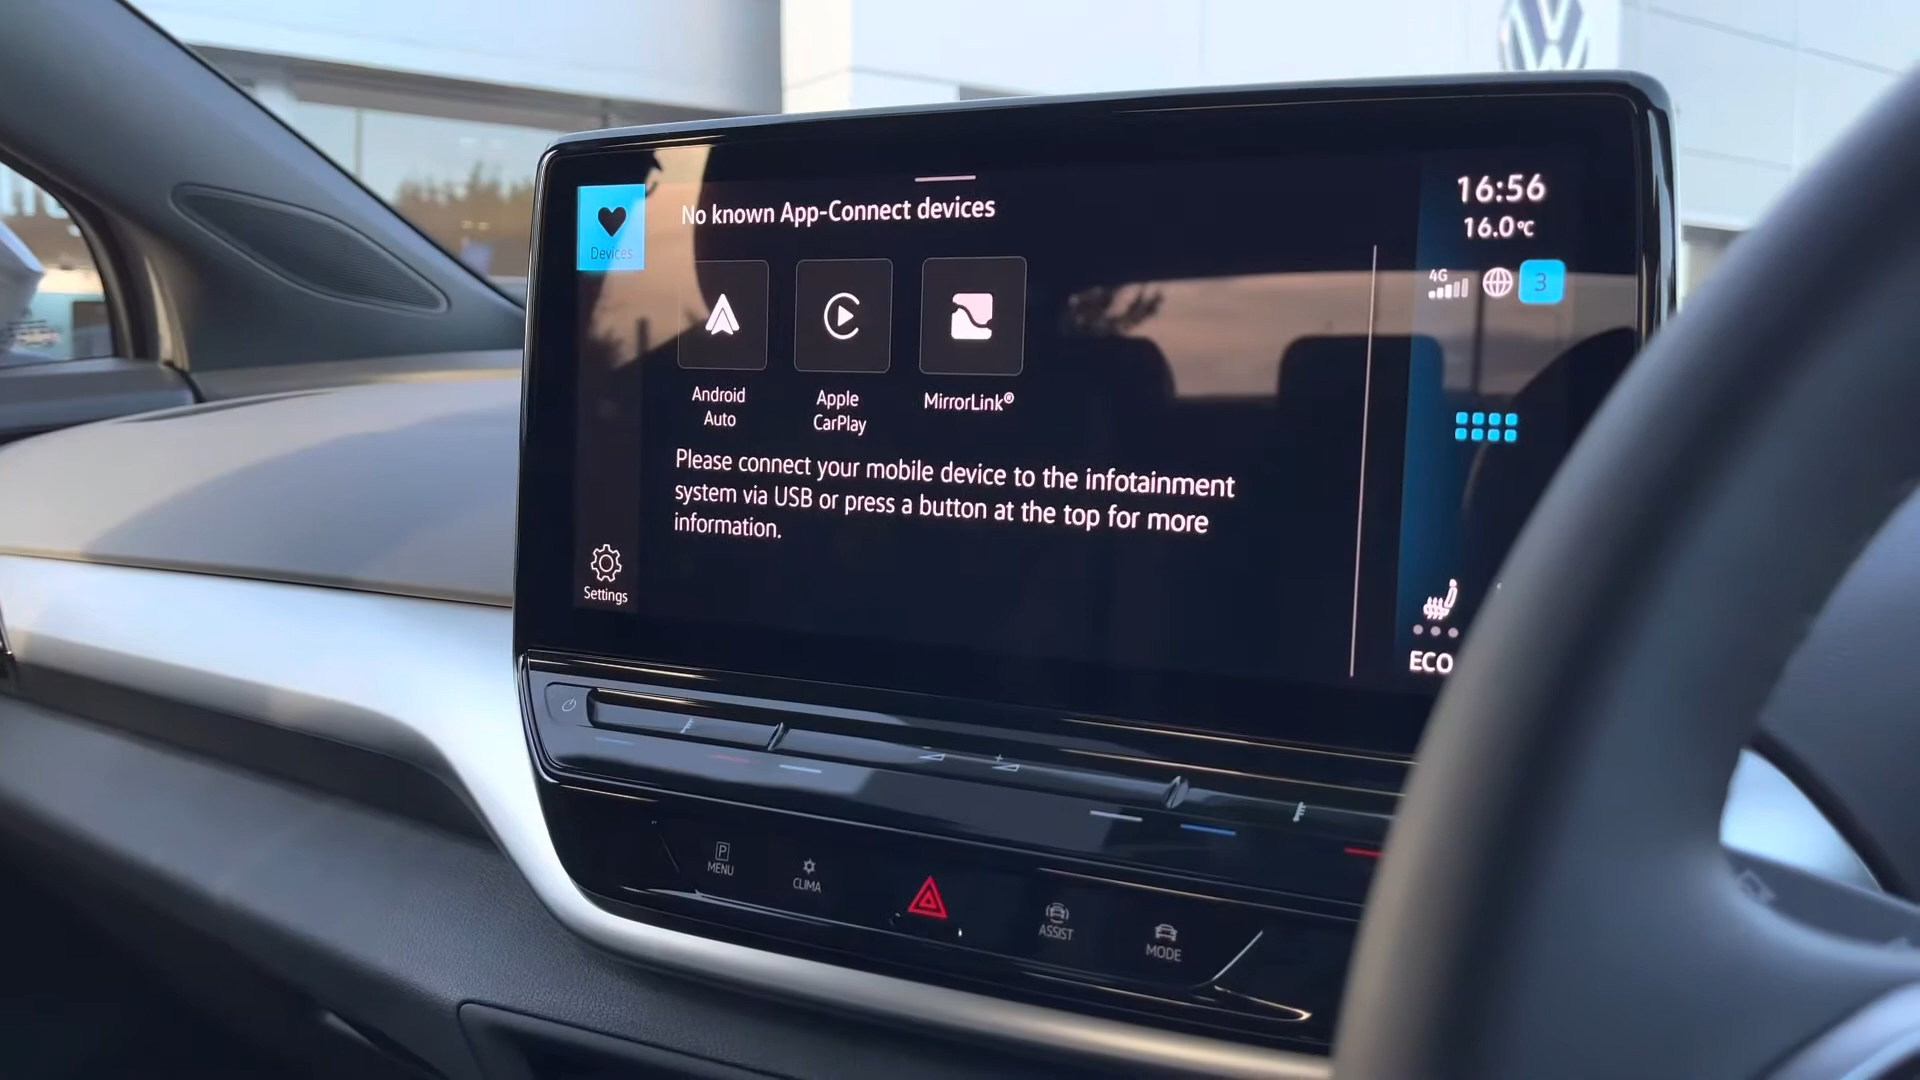 No known App-Connect devices
16:56
16.0°C
Devices
4G
3
Android
Auto
Apple
CarPlay
MirrorLink®
Please connect your mobile device to the infotainment
system via USB or press a button at the top for more
information.
Settings
ECO
P
MENU
CLIMA
ASSIST
MODE